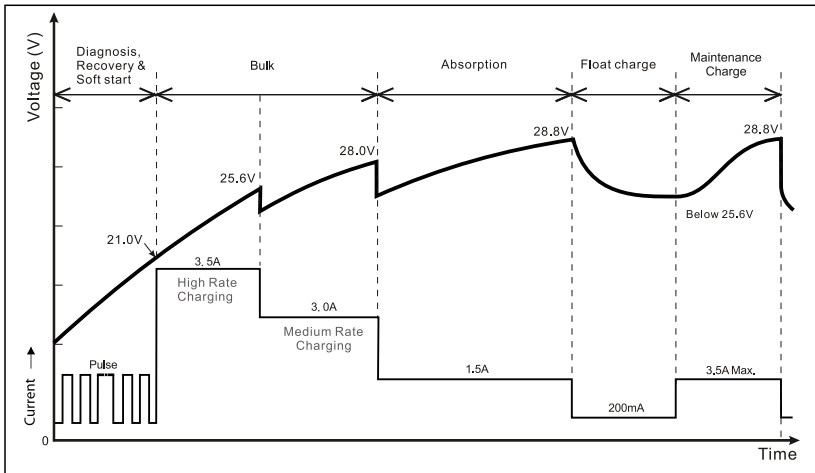 Voltage (V)
Diagnosis,
Recovery &
Soft start
Bulk
Absorption
Float charge
Maintenance
Charge
21.0V
25.6V
28.0V
28.8V
28.8V
Below 25.6V
3.5A
High Rate
Charging
3.0A
Medium Rate
Charging
Pulse
1.5A
200mA
3.5A Max.
Current
0
Time